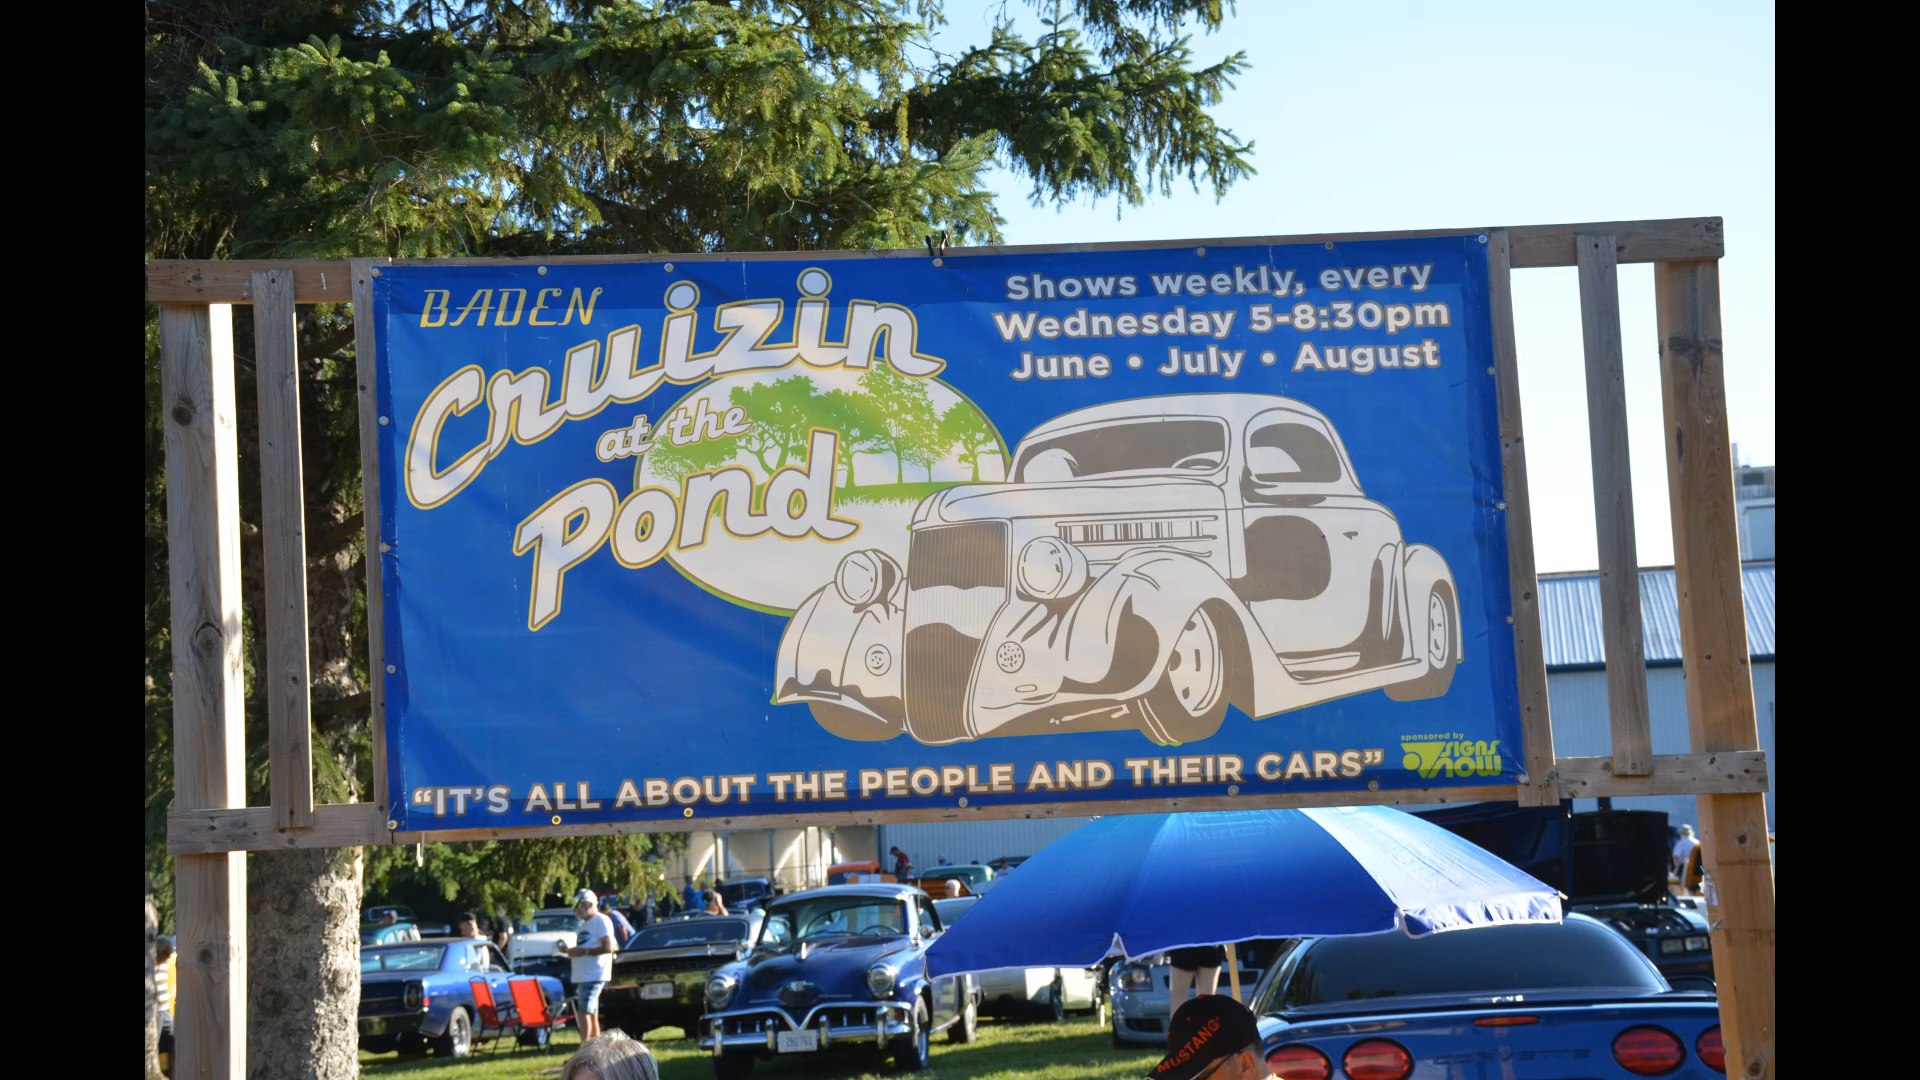 BADEN
Cruizin
at the
Pond
Shows weekly, every
Wednesday 5-8:30pm
June • July • August
"IT'S ALL ABOUT THE PEOPLE AND THEIR CARS"
sponsored by
SIGNS
NOW
MUSTANG
CORVETTE